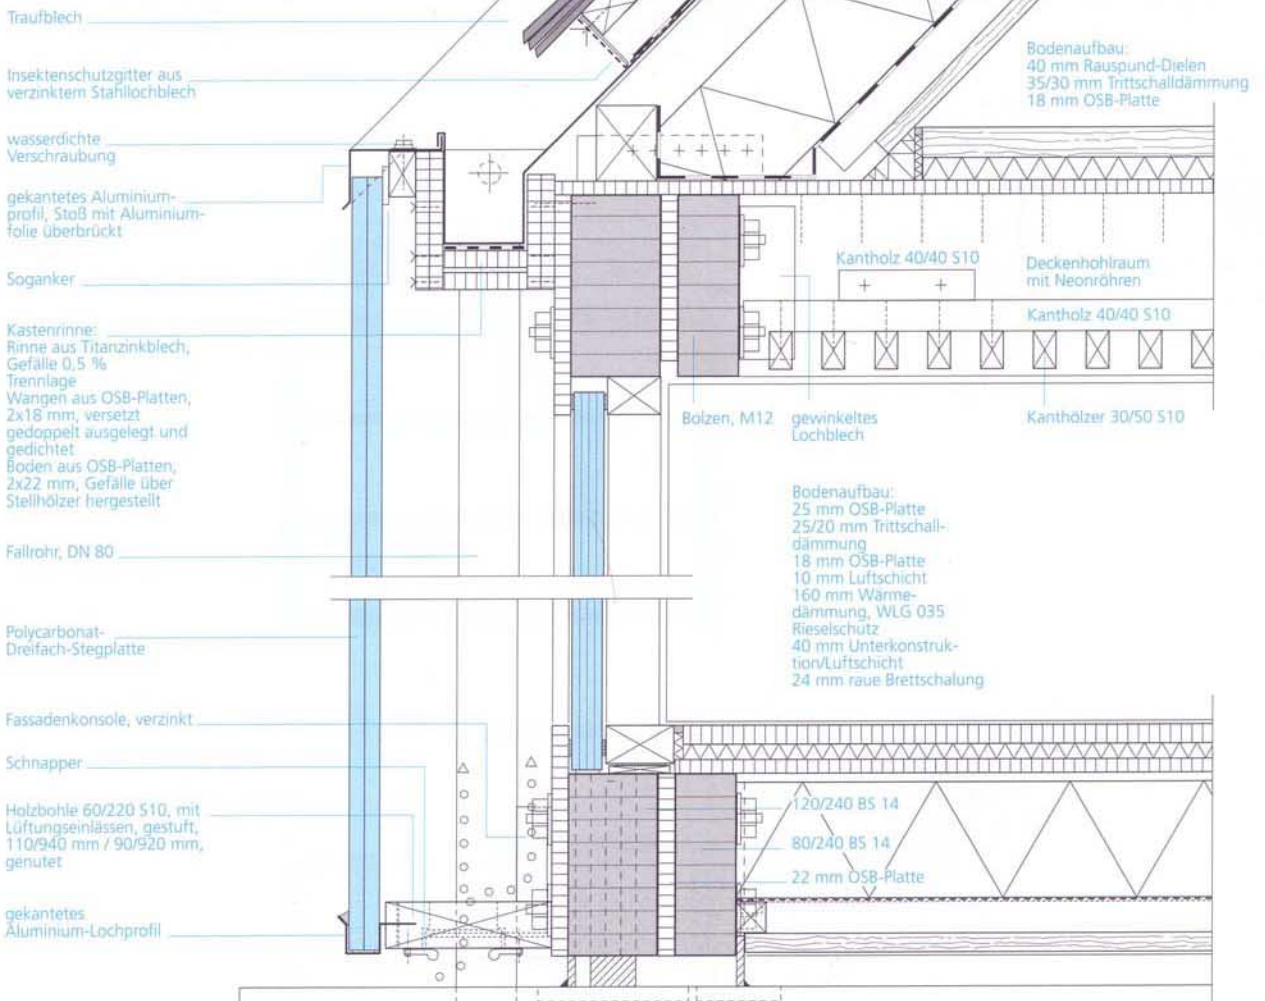 Traufblech
Insektenschutzgitter aus
verzinktem Stahllochblech
wasserdichte
Verschraubung
gekantetes Aluminium-
profil, Stoß mit Aluminium-
folie überbrückt
Soganker
Kastenrinne:
Rinne aus Titanzinkblech,
Gefälle 0,5 %
Trennlage
Wangen aus OSB-Platten,
2x18 mm, versetzt
gedoppelt ausgelegt und
gedichtet
Boden aus OSB-Platten,
2x22 mm, Gefälle über
Stellhölzer hergestellt
Fallrohr, DN 80
Polycarbonat-
Dreifach-Stegplatte
Fassadenkonsole, verzinkt
Schnapper
Holzbohle 60/220 S10, mit
Lüftungseinlässen, gestuft,
110/940 mm / 90/920 mm,
genutet
gekantetes
Aluminium-Lochprofil
Bodenaufbau:
40 mm Rauspund-Dielen
35/30 mm Trittschalldämmung
18 mm OSB-Platte
Kantholz 40/40 S10
Deckenhohlraum
mit Neonröhren
Kantholz 40/40 S10
Bolzen, M12
gewinkeltes
Lochblech
Kanthölzer 30/50 S10
Bodenaufbau:
25 mm OSB-Platte
25/20 mm Trittschall-
dämmung
18 mm OSB-Platte
10 mm Luftschicht
160 mm Wärme-
dämmung, WLG 035
Rieselschutz
40 mm Unterkonstruk-
tion/Luftschicht
24 mm raue Brettschalung
120/240 BS 14
80/240 BS 14
22 mm OSB-Platte